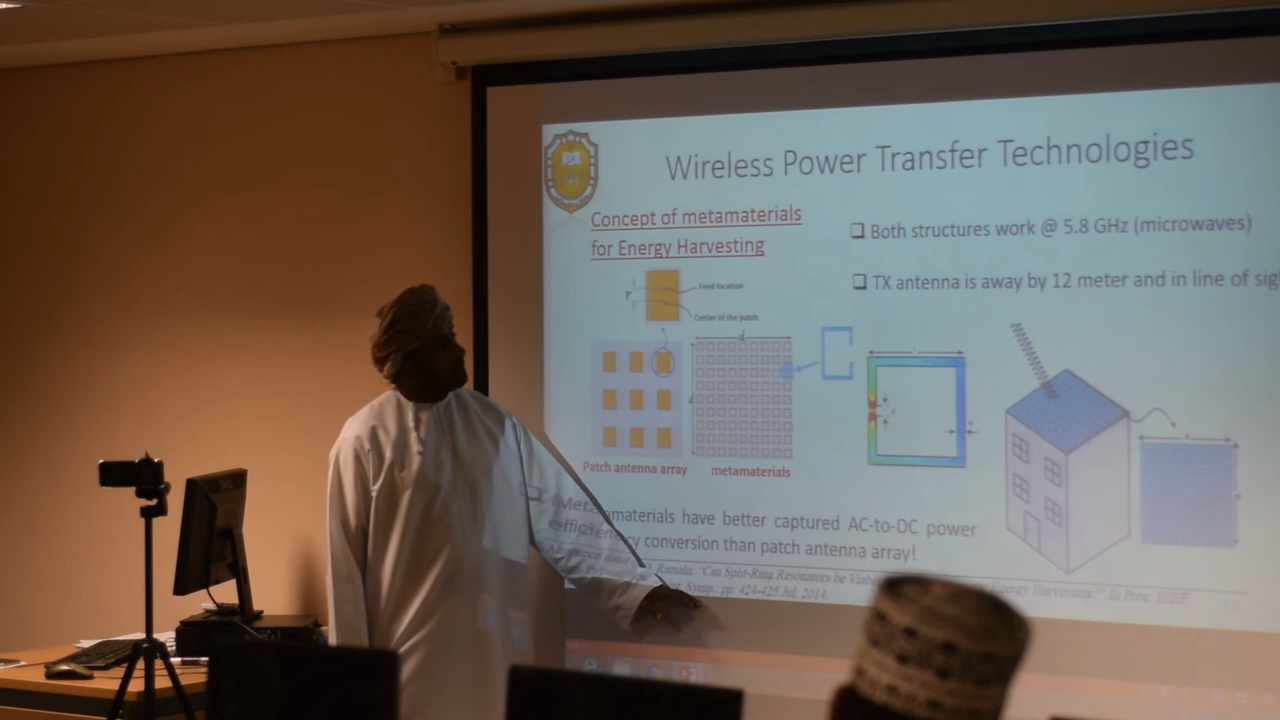 Wireless Power Transfer Technologies
Concept of metamaterials
for Energy Harvesting
Both structures work @ 5.8 GHz (microwaves)
TX antenna is away by 12 meter and in line of sig
r
Feed location
Center of the patch
d
Patch antenna array
metamaterials
Metamaterials have better captured AC-to-DC power
efficiency conversion than patch antenna array!
Ramahi, "Can Split-Ring Resonators be Viable Energy Harvesting?" In Proc. IEEE
Symp., pp. 424-425 Jul. 2014.